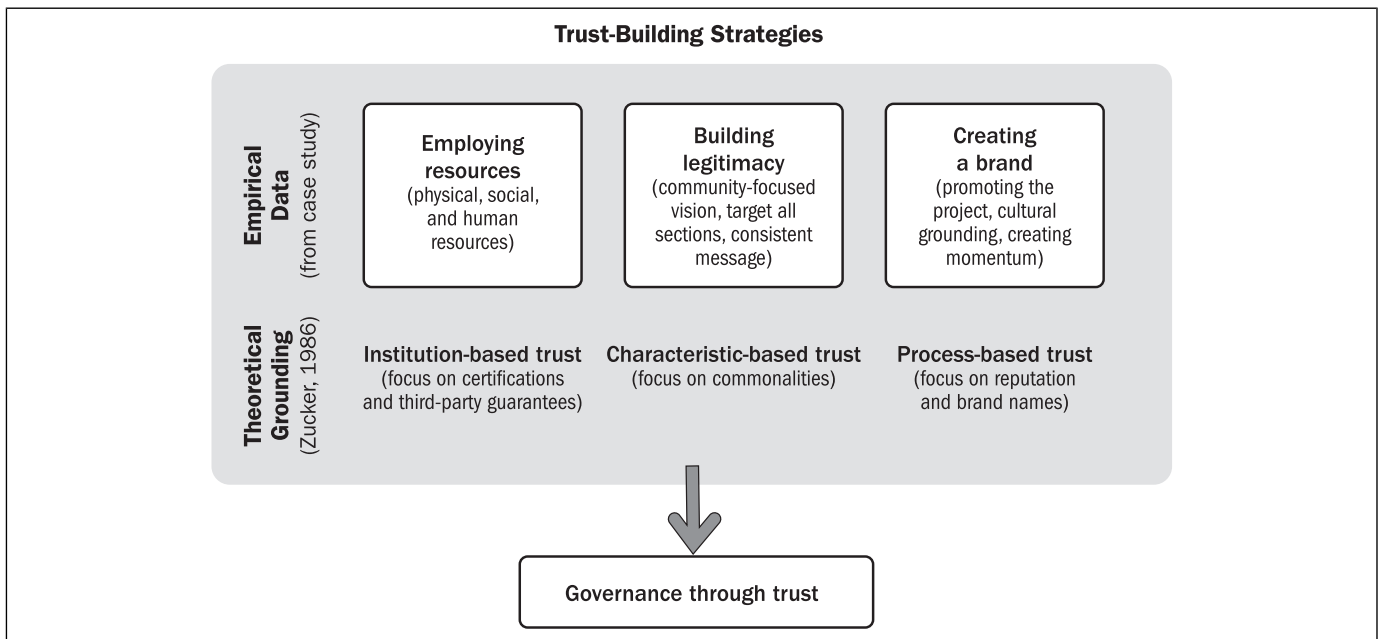 Trust-Building Strategies
Empirical
Data
(from case study)
Employing
resources
(physical, social,
and human
resources)
Building
legitimacy
(community-focused
vision, target all
sections, consistent
message)
Creating
a brand
(promoting the
project, cultural
grounding, creating
momentum)
Theoretical
Grounding
(Zucker, 1986)
Institution-based trust
(focus on certifications
and third-party guarantees)
Characteristic-based trust
(focus on commonalities)
Process-based trust
(focus on reputation
and brand names)
Governance through trust